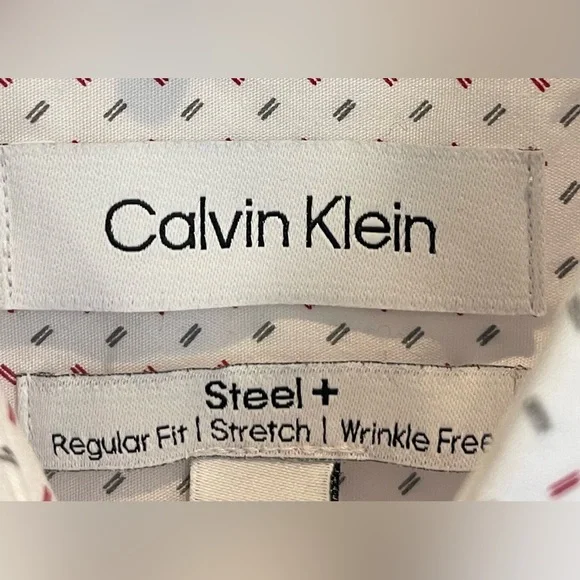 Calvin Klein
Steel +
Regular Fit | Stretch | Wrinkle Free